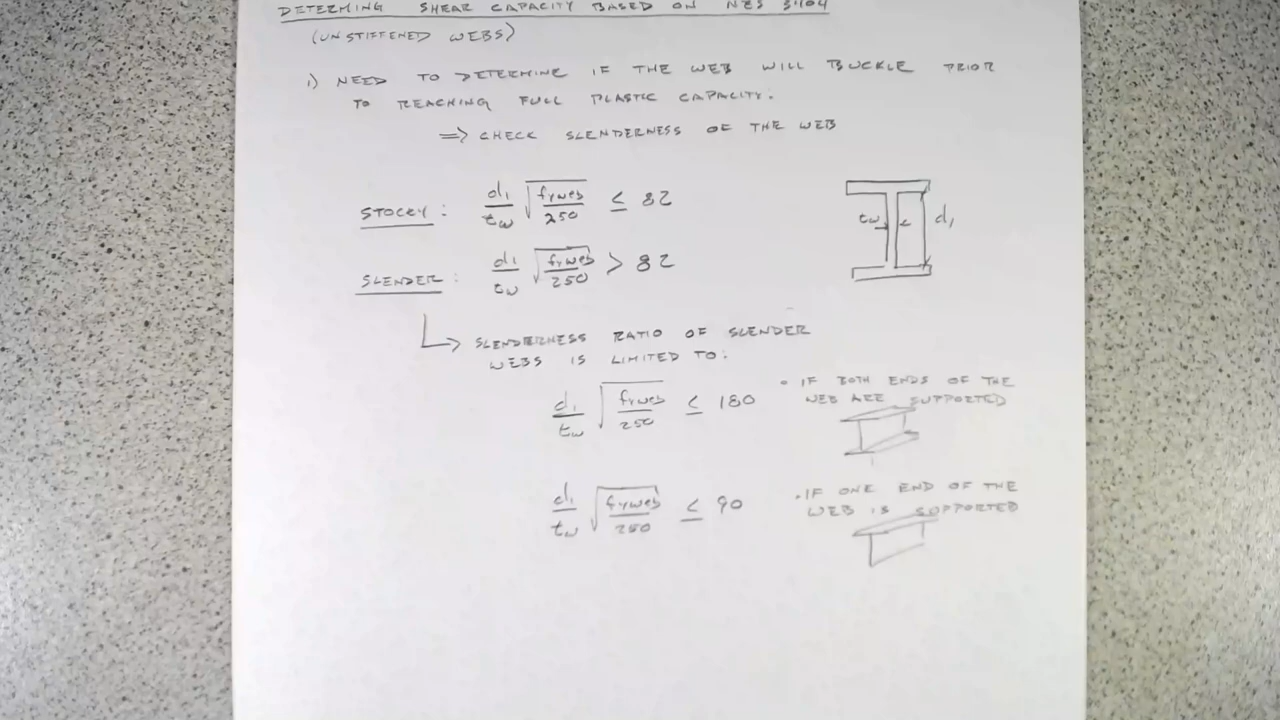 DETERMING SHEAR CAPACITY BASED ON NZS 3404
(UNSTIFFENED WEBS)
1) NEED TO DETERMINE IF THE WEB WILL BUCKLE PRIOR
TO REACHING FULL PLASTIC CAPACITY.
=> CHECK SLENDERNESS OF THE WEB
STOCKY : d1/tw √(fyweb/250) ≤ 82
tw d1
SLENDER : d1/tw √(fyweb/250) > 82
SLENDERNESS RATIO OF SLENDER
WEBS IS LIMITED TO:
d1/tw √(fyweb/250) ≤ 180
• IF BOTH ENDS OF THE
WEB ARE SUPPORTED
d1/tw √(fyweb/250) ≤ 90
• IF ONE END OF THE
WEB IS SUPPORTED